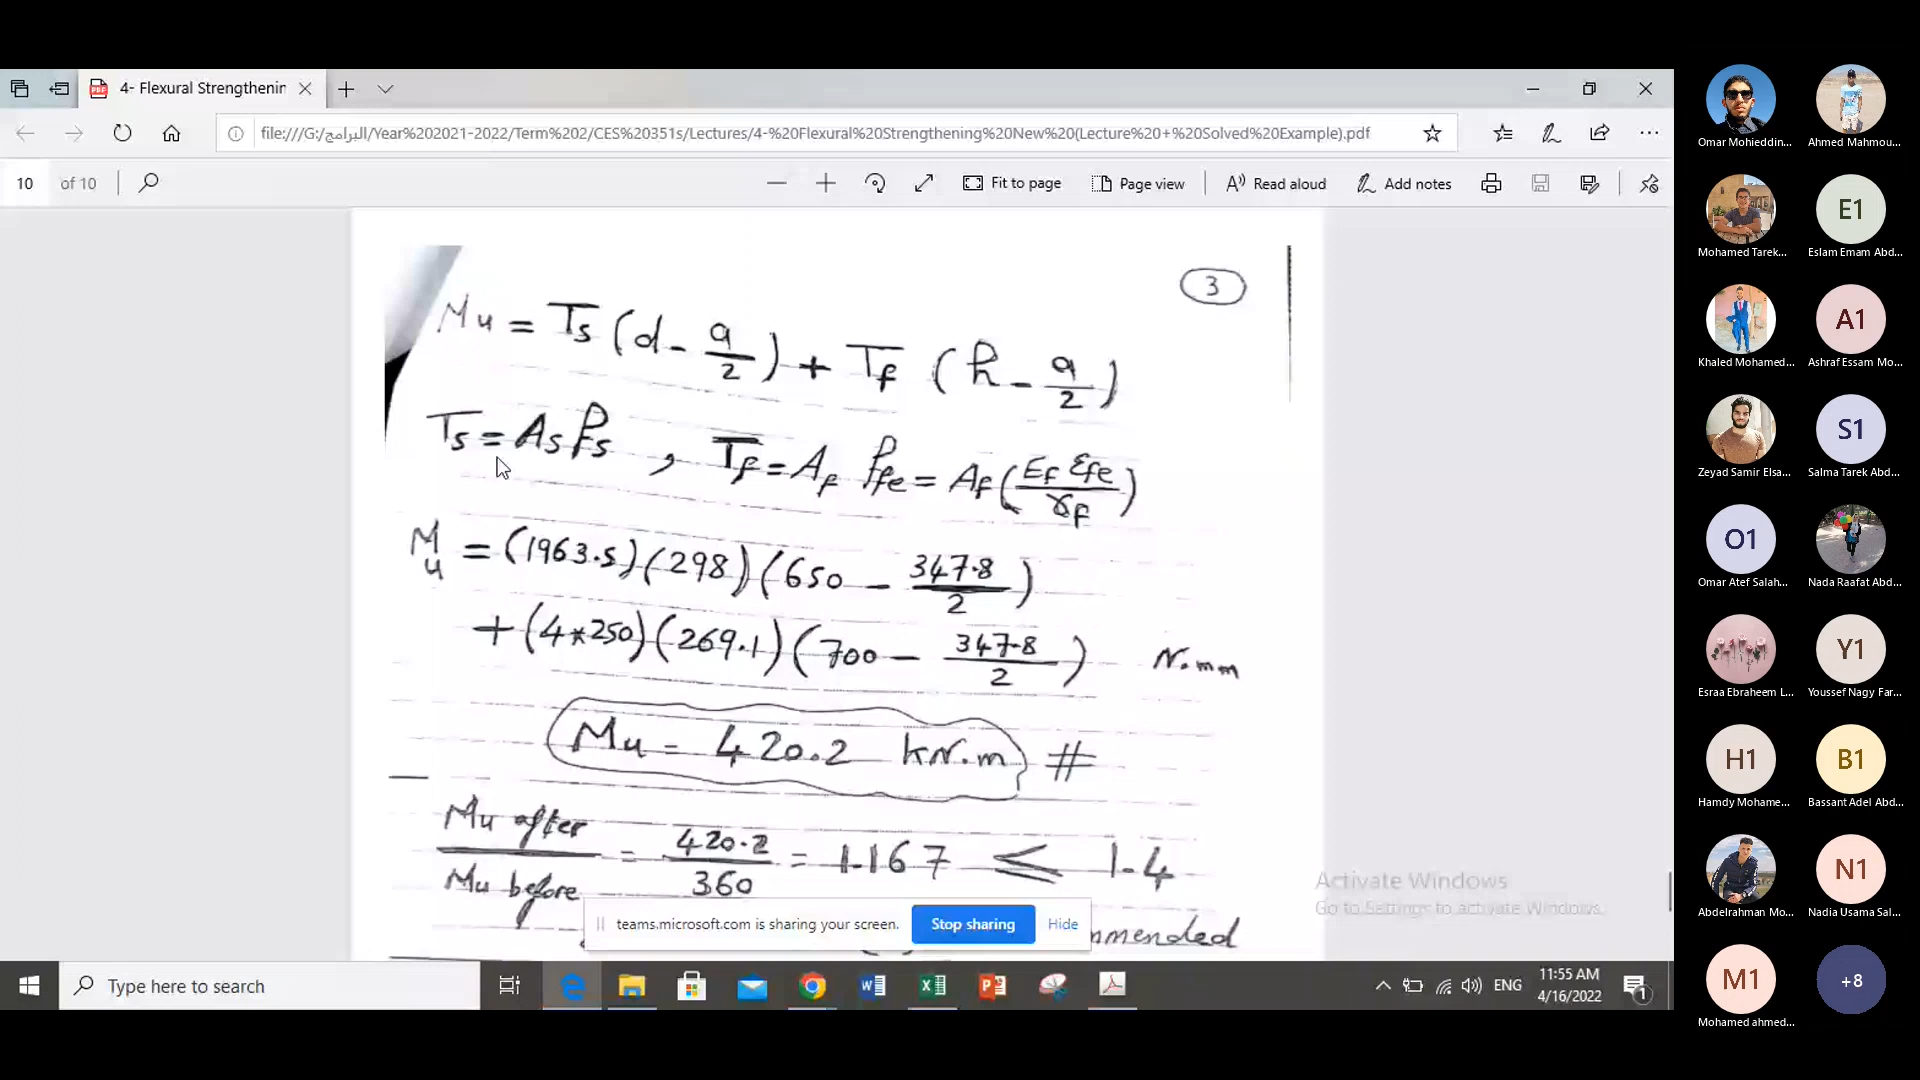 4- Flexural Strengthenin
file:///G:/البرامج/Year%202021-2022/Term%202/CES%20351s/Lectures/4-%20Flexural%20Strengthening%20New%20(Lecture%20+%20Solved%20Example).pdf
10 of 10
Fit to page
Page view
Read aloud
Add notes
3
Mu = Ts (d - a/2) + Tf (h - a/2)
Ts = As fs , Tf = Af ffe = Af (Ef εfe / γf)
Mu = (1963.5)(298)(650 - 347.8/2)
+ (4*250)(269.1)(700 - 347.8/2) N.mm
Mu = 420.2 kN.m #
Mu after / Mu before = 420.2 / 360 = 1.167 ≤ 1.4
mmended
teams.microsoft.com is sharing your screen.
Stop sharing
Hide
Activate Windows
Go to Settings to activate Windows.
Type here to search
ENG
11:55 AM
4/16/2022
1
Omar Mohieddin...
Ahmed Mahmou...
E1
Mohamed Tarek...
Eslam Emam Abd...
A1
Khaled Mohamed...
Ashraf Essam Mo...
S1
Zeyad Samir Elsa...
Salma Tarek Abd...
O1
Omar Atef Salah...
Nada Raafat Abd...
Y1
Esraa Ebraheem L...
Youssef Nagy Far...
H1
B1
Hamdy Mohame...
Bassant Adel Abd...
N1
Abdelrahman Mo...
Nadia Usama Sal...
M1
+8
Mohamed ahmed...